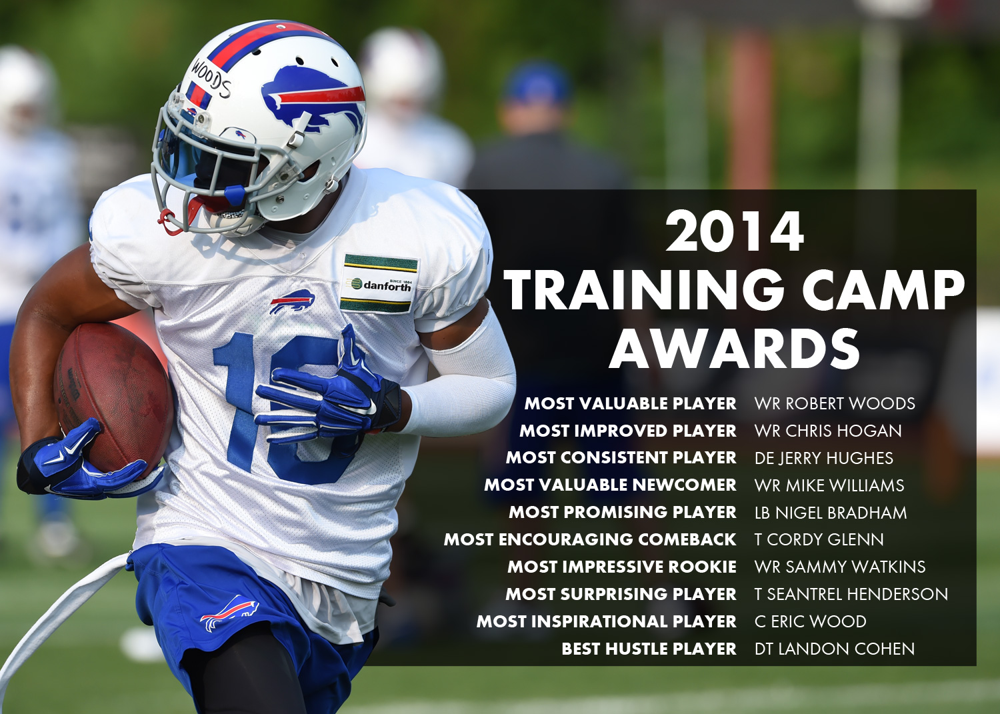 WOODS
SINCE 1884
danforth
10
2014
TRAINING CAMP
AWARDS
MOST VALUABLE PLAYER WR ROBERT WOODS
MOST IMPROVED PLAYER WR CHRIS HOGAN
MOST CONSISTENT PLAYER DE JERRY HUGHES
MOST VALUABLE NEWCOMER WR MIKE WILLIAMS
MOST PROMISING PLAYER LB NIGEL BRADHAM
MOST ENCOURAGING COMEBACK T CORDY GLENN
MOST IMPRESSIVE ROOKIE WR SAMMY WATKINS
MOST SURPRISING PLAYER T SEANTREL HENDERSON
MOST INSPIRATIONAL PLAYER C ERIC WOOD
BEST HUSTLE PLAYER DT LANDON COHEN